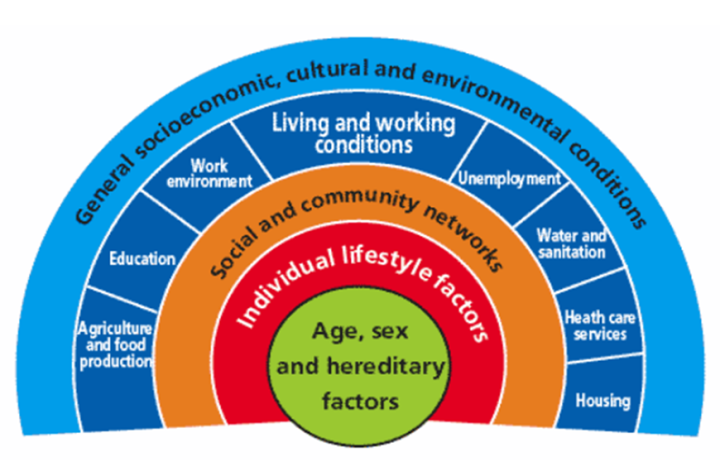 General socioeconomic, cultural and environmental conditions
Living and working
conditions
Work
environment
Unemployment
Education
Water and
sanitation
Agriculture
and food
production
Heath care
services
Housing
Social and community networks
Individual lifestyle factors
Age, sex
and hereditary
factors